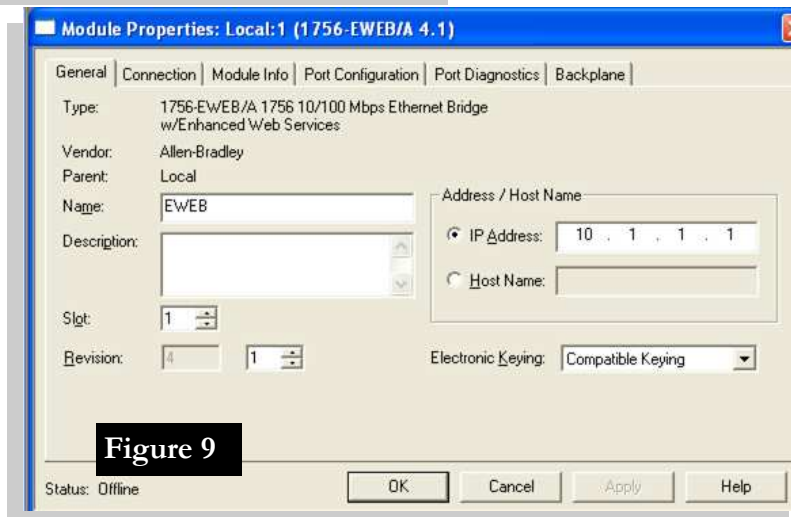 Module Properties: Local:1 (1756-EWEB/A 4.1)
General Connection Module Info Port Configuration Port Diagnostics Backplane
Type: 1756-EWEB/A 1756 10/100 Mbps Ethernet Bridge
w/Enhanced Web Services
Vendor: Allen-Bradley
Parent: Local
Name: EWEB
Description:
Address / Host Name
IP Address: 10 . 1 . 1 . 1
Host Name:
Slot: 1
Revision: 4 1
Electronic Keying: Compatible Keying
Figure 9
Status: Offline
OK Cancel Apply Help